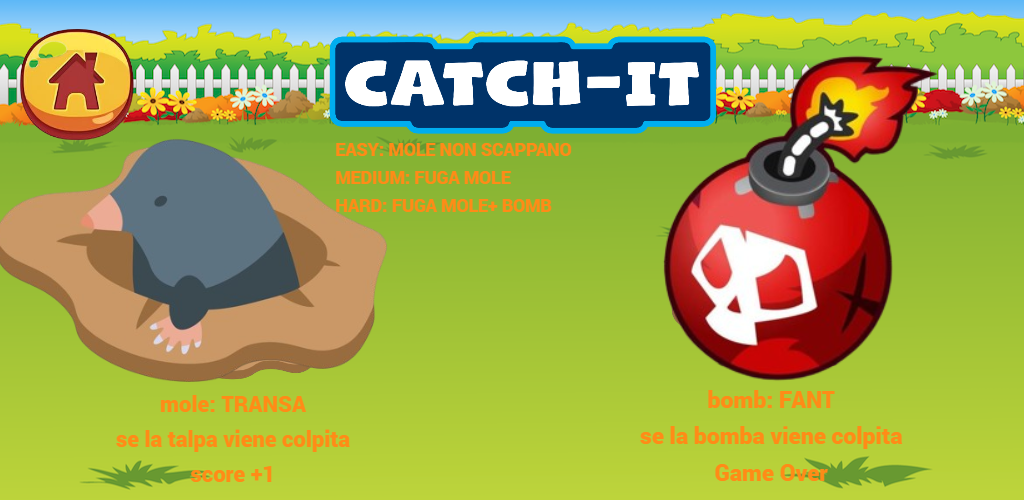 CATCH-IT
EASY: MOLE NON SCAPPANO
MEDIUM: FUGA MOLE
HARD: FUGA MOLE+ BOMB
mole: TRANSA
se la talpa viene colpita
score +1
bomb: FANT
se la bomba viene colpita
Game Over